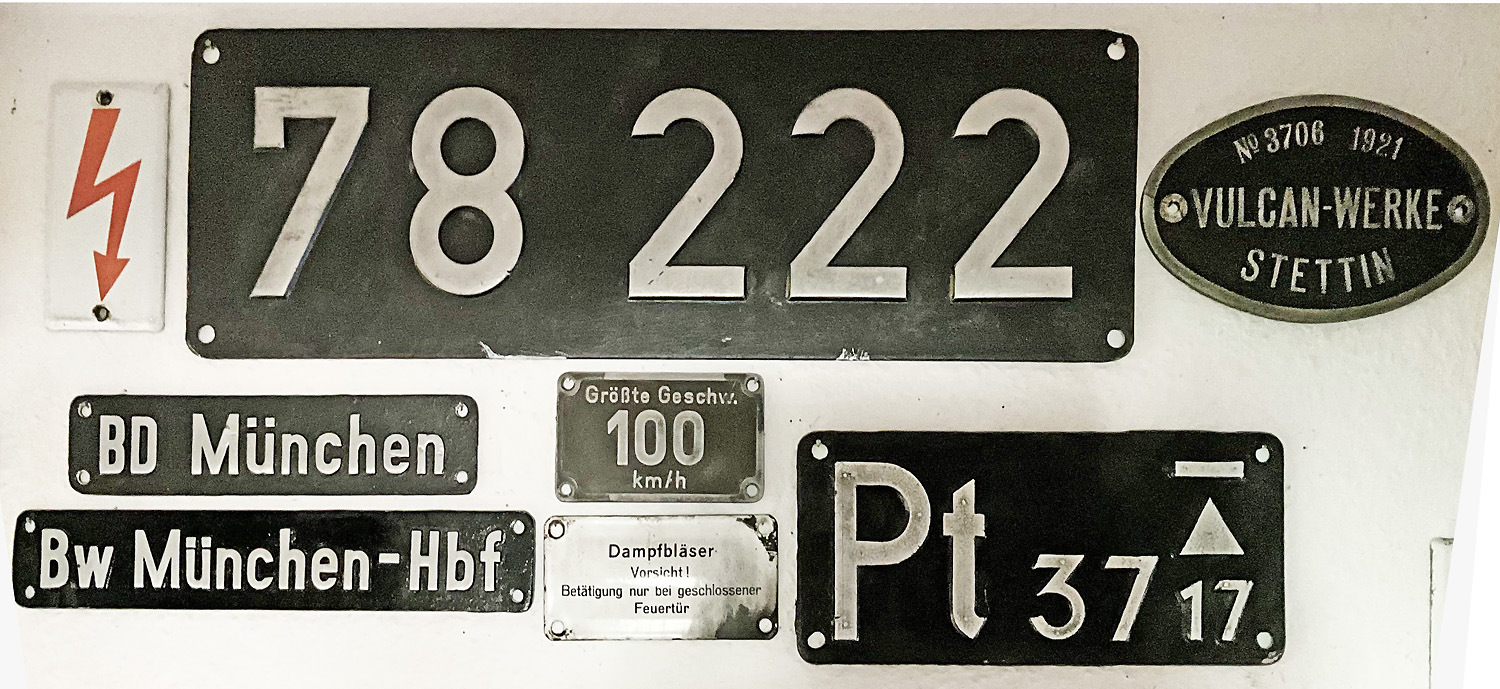 78 222
№ 3706 1921
VULCAN-WERKE
STETTIN
BD München
Größte Geschw.
100
km/h
Bw München-Hbf
Dampfbläser
Vorsicht!
Betätigung nur bei geschlossener
Feuertür
Pt 37 17